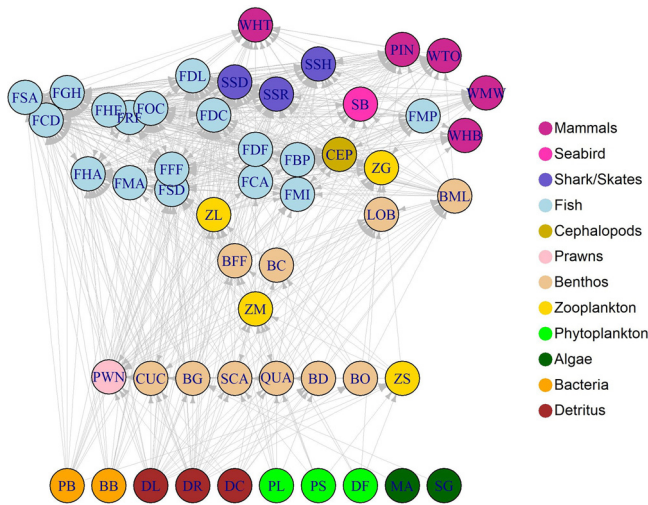 WHT
PIN
WTO
SSH
FDL
SSD
SSR
WMW
FGH
FSA
FOC
FHE
FRF
FCD
FDC
SB
FMP
WHB
FDF
CEP
FBP
ZG
FFF
FHA
FMA
FSD
FCA
FMI
BML
ZL
LOB
BFF
BC
ZM
PWN
CUC
BG
SCA
QUA
BD
BO
ZS
PB
BB
DL
DR
DC
PL
PS
DF
MA
SG
Mammals
Seabird
Shark/Skates
Fish
Cephalopods
Prawns
Benthos
Zooplankton
Phytoplankton
Algae
Bacteria
Detritus